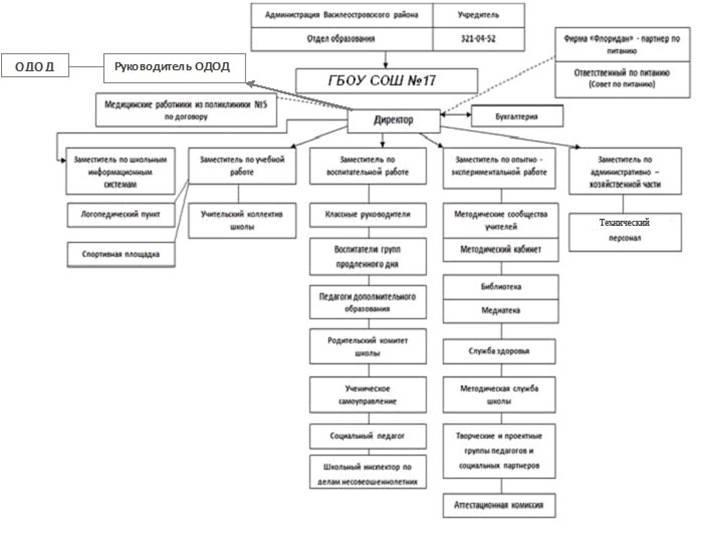 Администрация Василеостровского района
Учредитель
Отдел образования
321-04-52
Фирма «Флоридан» - партнер по
питанию
Ответственный по питанию
(Совет по питанию)
ОДОД
Руководитель ОДОД
ГБОУ СОШ №17
Медицинские работники из поликлиники №5
по договору
Директор
Бухгалтерия
Заместитель по школьным
информационным
системам
Заместитель по учебной
работе
Заместитель по
воспитательной работе
Заместитель по опытно -
экспериментальной работе
Заместитель по
административно –
хозяйственной части
Логопедический пункт
Спортивная площадка
Учительский коллектив
школы
Классные руководители
Воспитатели групп
продленного дня
Педагоги дополнительного
образования
Родительский комитет
школы
Ученическое
самоуправление
Социальный педагог
Школьный инспектор по
делам несовеошеннолетних
Методические сообщества
учителей
Методический кабинет
Библиотека
Медиатека
Служба здоровья
Методическая служба
школы
Творческие и проектные
группы педагогов и
социальных партнеров
Аттестационная комиссия
Технический
персонал